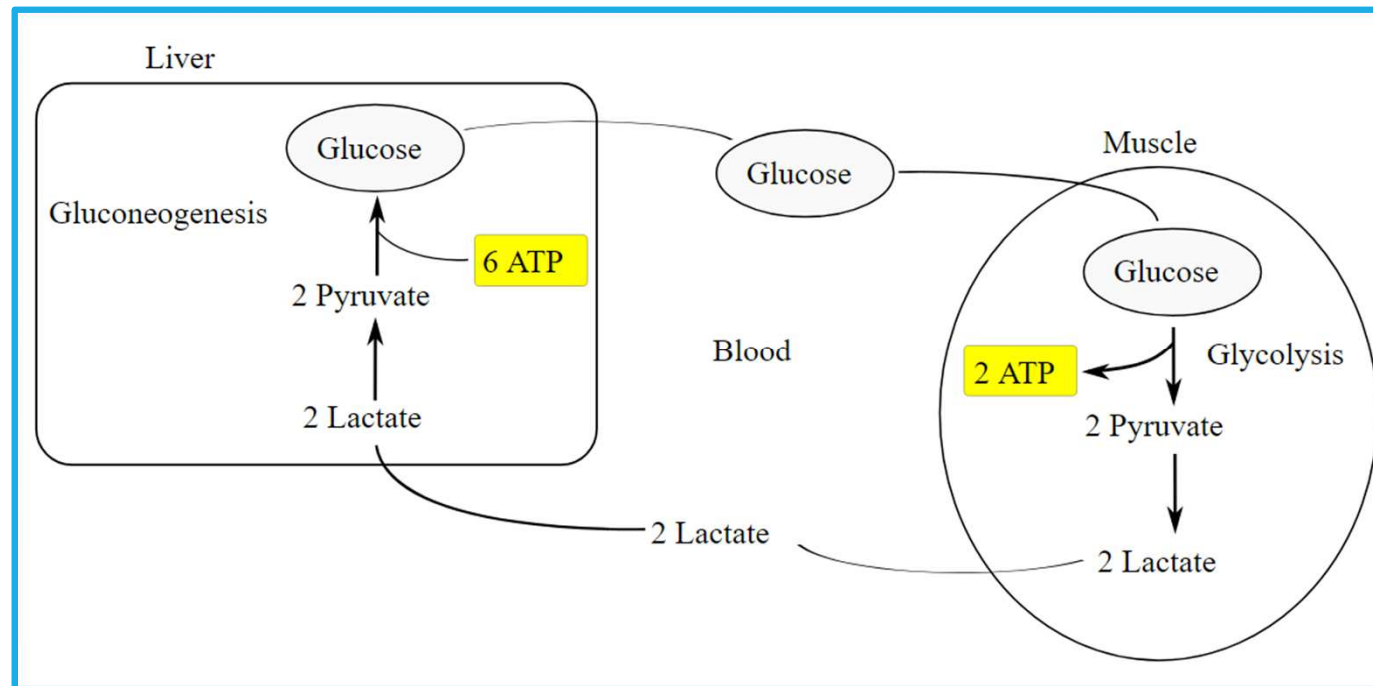 Liver
Glucose
Gluconeogenesis
6 ATP
2 Pyruvate
2 Lactate
Glucose
Blood
2 Lactate
Muscle
Glucose
2 ATP
Glycolysis
2 Pyruvate
2 Lactate